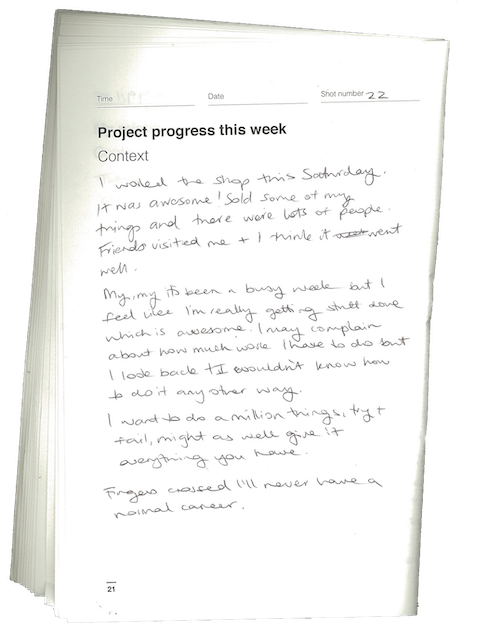 Time Date Shot number 22
Project progress this week
Context
I worked the shop this Saturday.
It was awesome! Sold some of my
things and there were lots of people.
Friends visited me + I think it went
well.
My, my it's been a busy week but I
feel like I'm really getting stuff done
which is awesome. I may complain
about how much work I have to do but
I look back + I wouldn't know how
to do it any other way.
I want to do a million things, try +
fail, might as well give it
everything you have.
Fingers crossed I'll never have a
normal career.
21